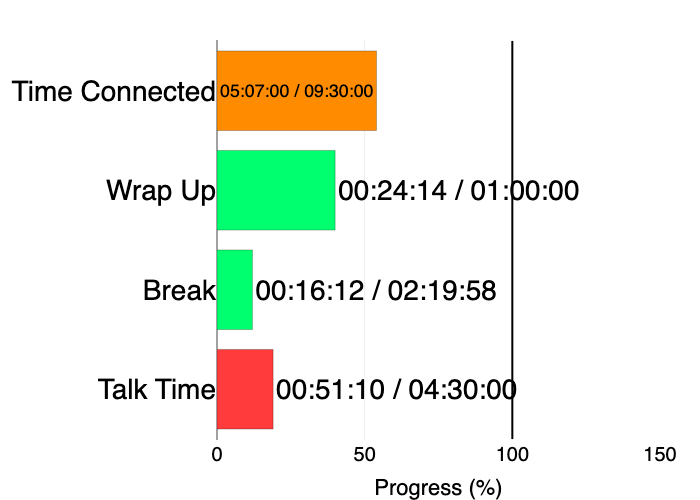 Time Connected 05:07:00 / 09:30:00
Wrap Up 00:24:14 / 01:00:00
Break 00:16:12 / 02:19:58
Talk Time 00:51:10 / 04:30:00
0 50 100 150
Progress (%)